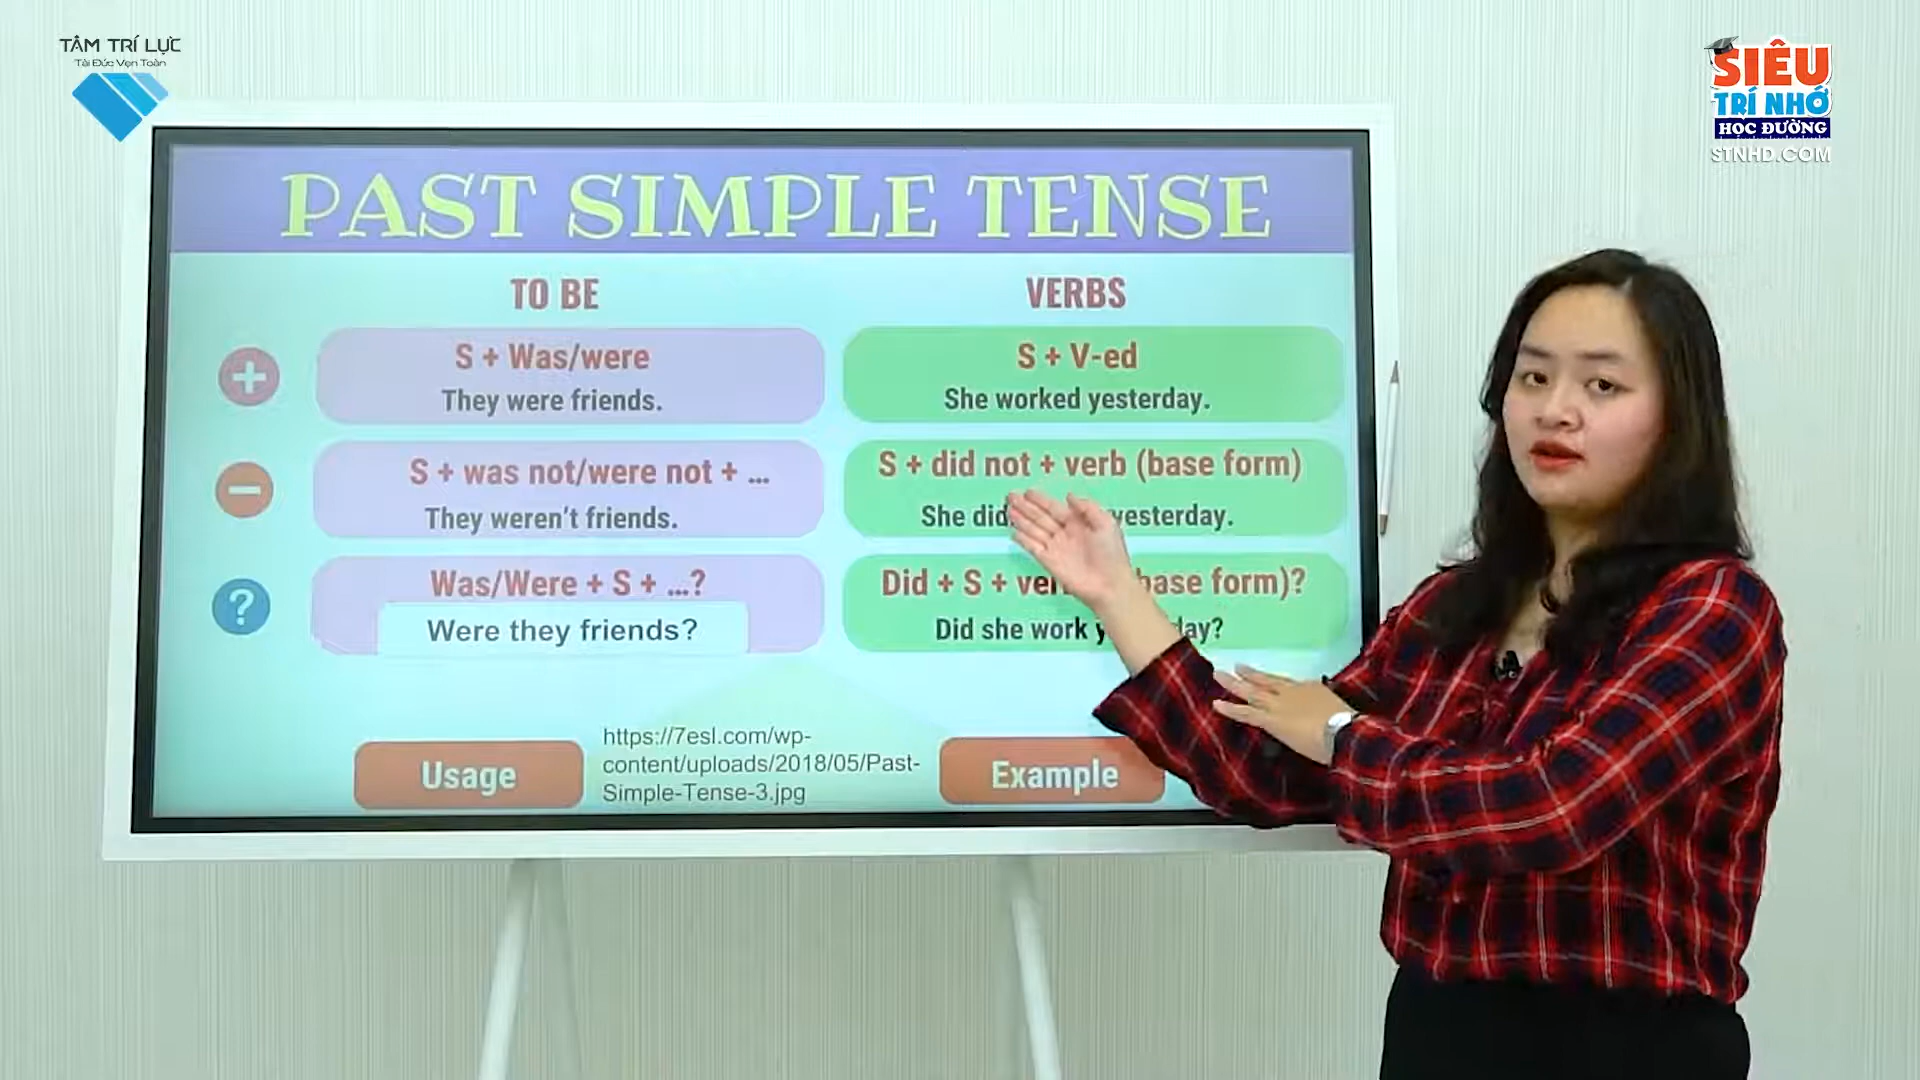 TÂM TRÍ LỰC
Tài Đức Vẹn Toàn
SIÊU
TRÍ NHỚ
HỌC ĐƯỜNG
STNHD.COM
PAST SIMPLE TENSE
TO BE
VERBS
S + Was/were
They were friends.
S + V-ed
She worked yesterday.
S + was not/were not + ...
They weren't friends.
S + did not + verb (base form)
She yesterday.
Was/Were + S + ...?
Were they friends?
Did + S + base form)?
Did she work
Usage
https://7esl.com/wp-
content/uploads/2018/05/Past-
Simple-Tense-3.jpg
Example